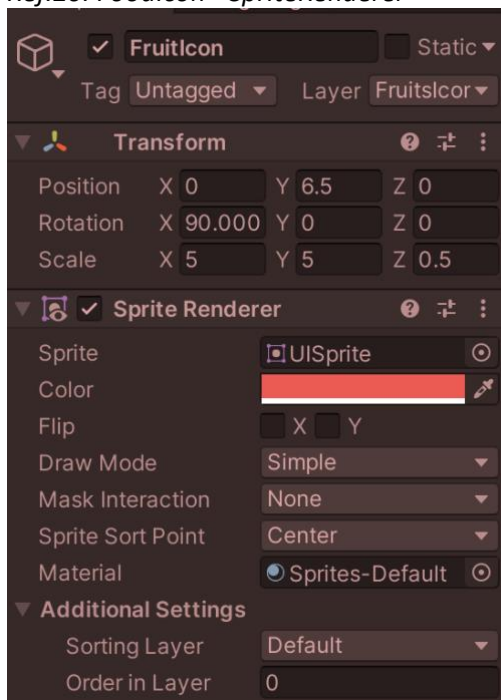 FruitIcon Static
Tag Untagged Layer FruitsIcor
Transform
Position X 0 Y 6.5 Z 0
Rotation X 90.000 Y 0 Z 0
Scale X 5 Y 5 Z 0.5
Sprite Renderer
Sprite UISprite
Color
Flip X Y
Draw Mode Simple
Mask Interaction None
Sprite Sort Point Center
Material Sprites-Default
Additional Settings
Sorting Layer Default
Order in Layer 0